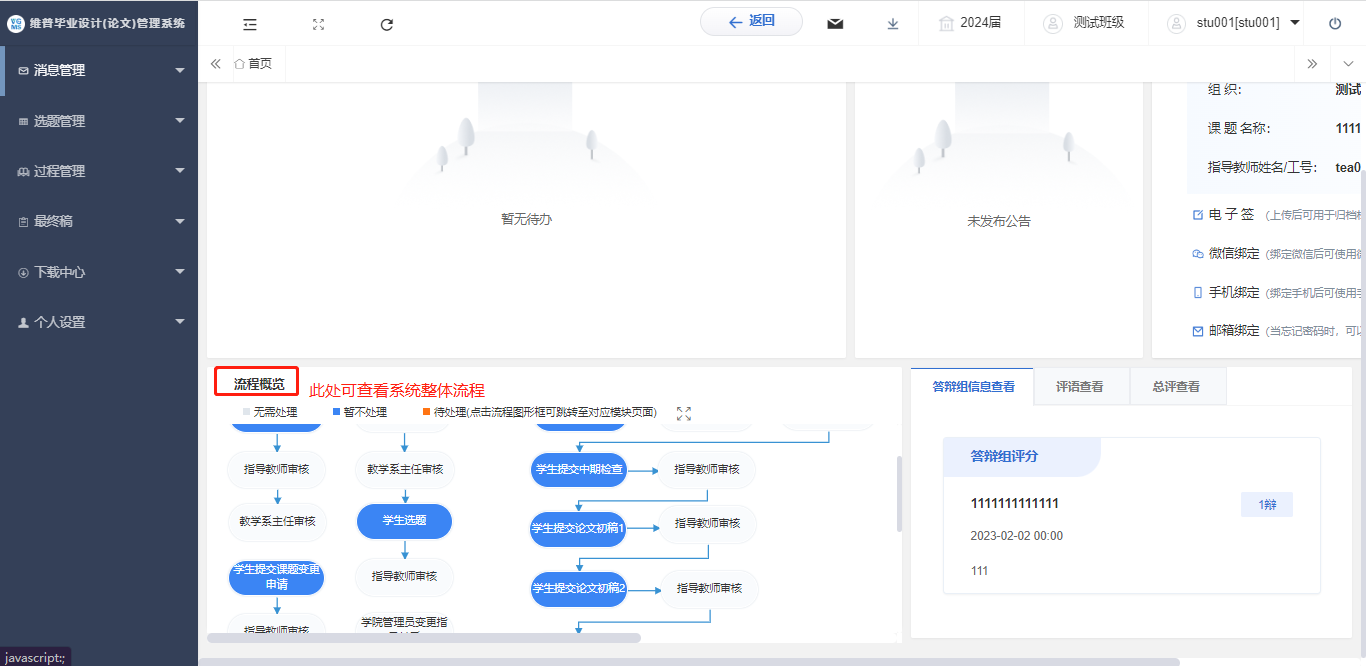 维普毕业设计(论文)管理系统
返回
2024届
测试班级
stu001[stu001]
消息管理
选题管理
过程管理
最终稿
下载中心
个人设置
首页
暂无待办
未发布公告
组 织:
测试
课 题 名称:
1111
指导教师姓名/工号:
tea0
电 子 签 (上传后可用于归档
微信绑定 (绑定微信后可使用
手机绑定 (绑定手机后可使用
邮箱绑定 (当忘记密码时，可
流程概览
此处可查看系统整体流程
无需处理
暂不处理
待处理(点击流程图形框可跳转至对应模块页面)
指导教师审核
教学系主任审核
学生提交中期检查
指导教师审核
教学系主任审核
学生选题
学生提交论文初稿1
指导教师审核
学生提交课题变更
申请
指导教师审核
学生提交论文初稿2
指导教师审核
指导教师审核
学院管理员变更指
答辩组信息查看
评语查看
总评查看
答辩组评分
1111111111111
1辩
2023-02-02 00:00
111
javascript:;